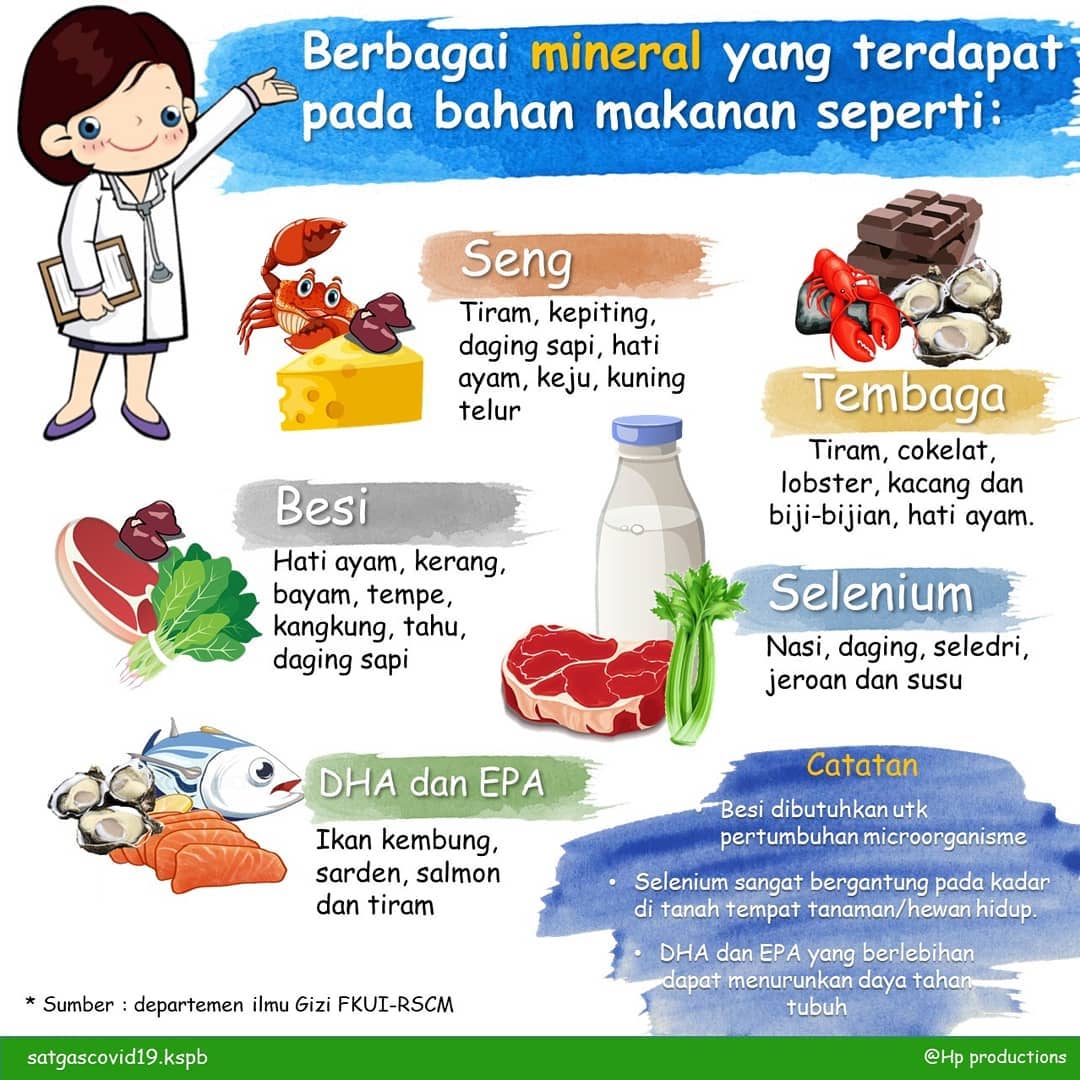 Berbagai mineral yang terdapat
pada bahan makanan seperti:
Seng
Tiram, kepiting,
daging sapi, hati
ayam, keju, kuning
telur
Tembaga
Tiram, cokelat,
lobster, kacang dan
biji-bijian, hati ayam.
Besi
Hati ayam, kerang,
bayam, tempe,
kangkung, tahu,
daging sapi
Selenium
Nasi, daging, seledri,
jeroan dan susu
DHA dan EPA
Ikan kembung,
sarden, salmon
dan tiram
Catatan
• Besi dibutuhkan utk
pertumbuhan microorganisme
• Selenium sangat bergantung pada kadar
di tanah tempat tanaman/hewan hidup.
• DHA dan EPA yang berlebihan
dapat menurunkan daya tahan
tubuh
* Sumber : departemen ilmu Gizi FKUI-RSCM
satgascovid19.kspb
@Hp productions